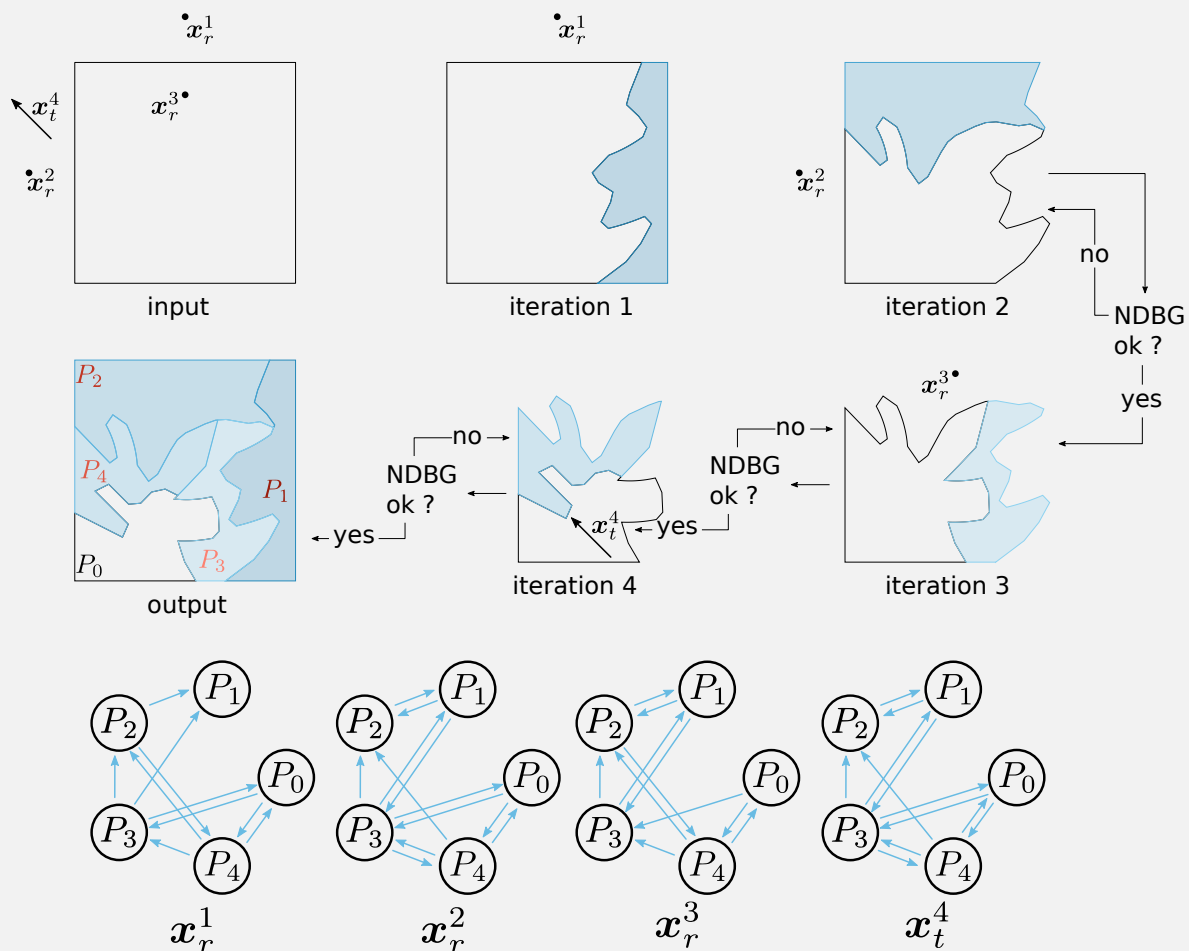 x_r^1
x_r^1
x_t^4
x_r^3
x_r^2
x_r^2
no
input
iteration 1
iteration 2
NDBG
ok ?
P_2
x_r^3
yes
no
no
NDBG
ok ?
NDBG
ok ?
P_4
P_1
x_t^4
yes
yes
P_0
P_3
output
iteration 4
iteration 3
P_1
P_2
P_0
P_3
P_4
P_1
P_2
P_0
P_3
P_4
P_1
P_2
P_0
P_3
P_4
P_1
P_2
P_0
P_3
P_4
x_r^1
x_r^2
x_r^3
x_t^4